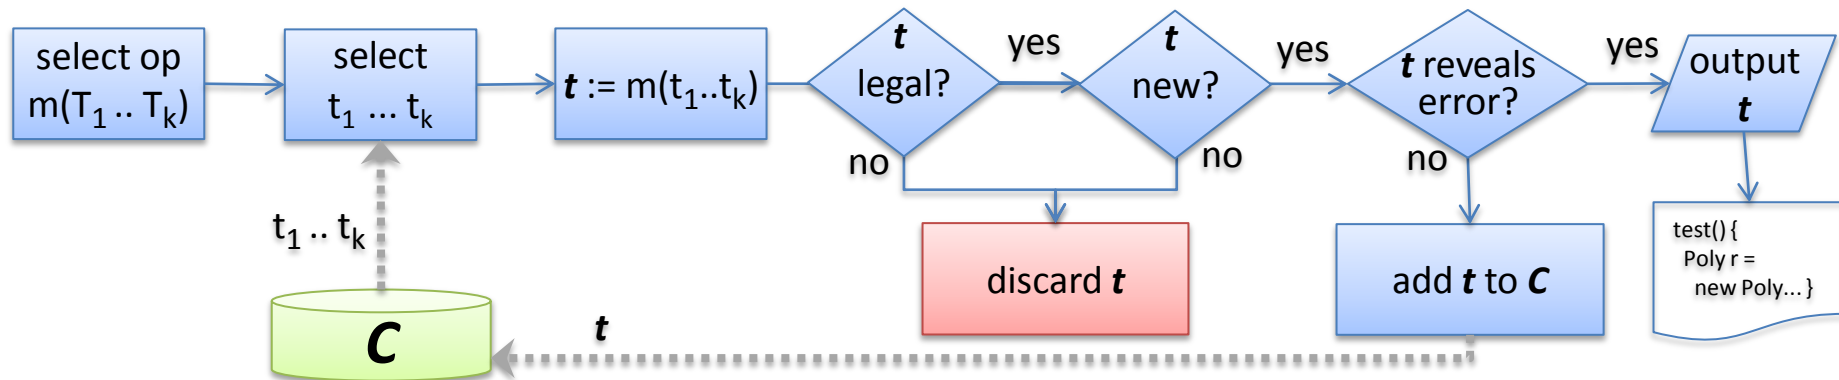 select op
m(T₁ .. Tₖ)
select
t₁ ... tₖ
t := m(t₁..tₖ)
t
legal?
yes
no
t
new?
yes
no
t reveals
error?
yes
no
output
t
discard t
add t to C
test() {
Poly r =
new Poly... }
t₁ .. tₖ
C
t